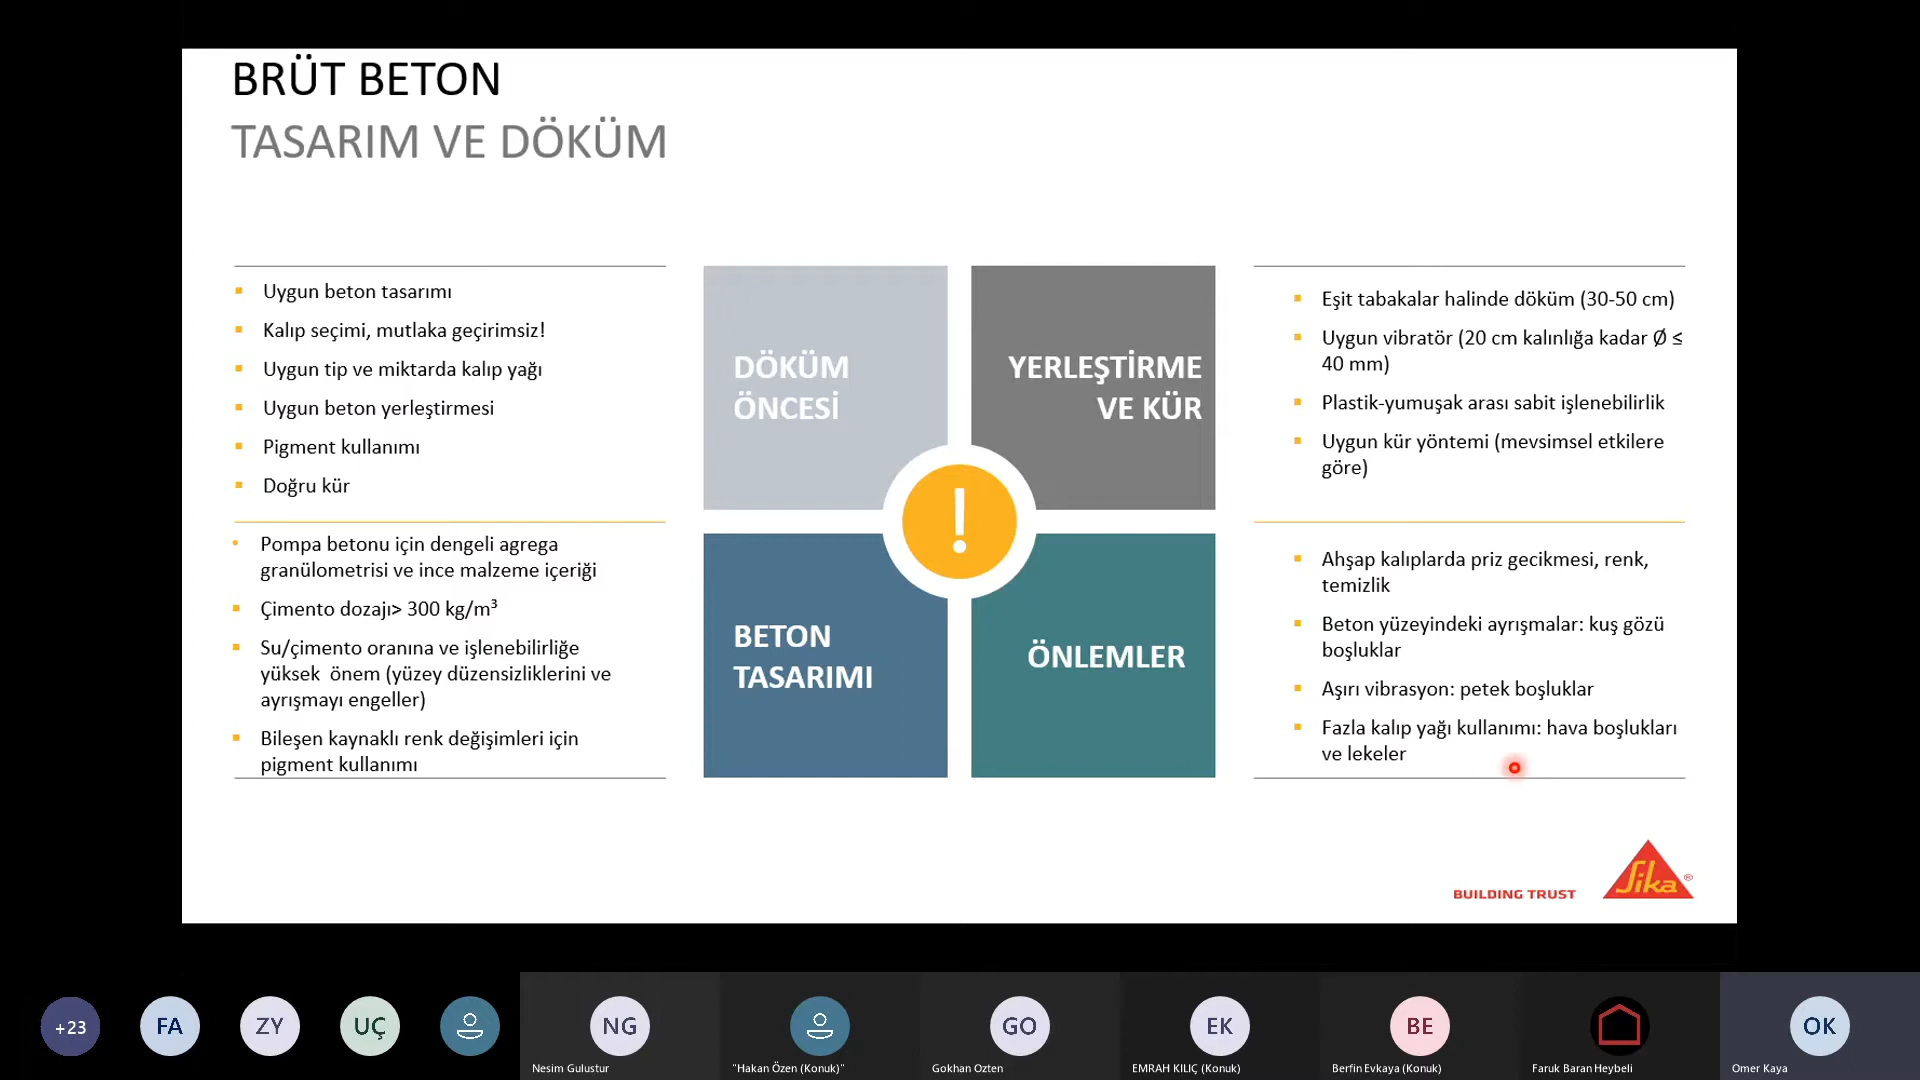 BRÜT BETON
TASARIM VE DÖKÜM
Uygun beton tasarımı
Kalıp seçimi, mutlaka geçirimsiz!
Uygun tip ve miktarda kalıp yağı
Uygun beton yerleştirmesi
Pigment kullanımı
Doğru kür
DÖKÜM
ÖNCESİ
YERLEŞTİRME
VE KÜR
Eşit tabakalar halinde döküm (30-50 cm)
Uygun vibratör (20 cm kalınlığa kadar Ø ≤
40 mm)
Plastik-yumuşak arası sabit işlenebilirlik
Uygun kür yöntemi (mevsimsel etkilere
göre)
!
Pompa betonu için dengeli agrega
granülometrisi ve ince malzeme içeriği
Çimento dozajı> 300 kg/m³
Su/çimento oranına ve işlenebilirliğe
yüksek  önem (yüzey düzensizliklerini ve
ayrışmayı engeller)
Bileşen kaynaklı renk değişimleri için
pigment kullanımı
BETON
TASARIMI
ÖNLEMLER
Ahşap kalıplarda priz gecikmesi, renk,
temizlik
Beton yüzeyindeki ayrışmalar: kuş gözü
boşluklar
Aşırı vibrasyon: petek boşluklar
Fazla kalıp yağı kullanımı: hava boşlukları
ve lekeler
BUILDING TRUST
Sika®
+23
FA
ZY
UÇ
NG
GO
EK
BE
OK
Nesim Gulustur
"Hakan Özen (Konuk)"
Gokhan Ozten
EMRAH KILIÇ (Konuk)
Berfin Evkaya (Konuk)
Faruk Baran Heybeli
Omer Kaya